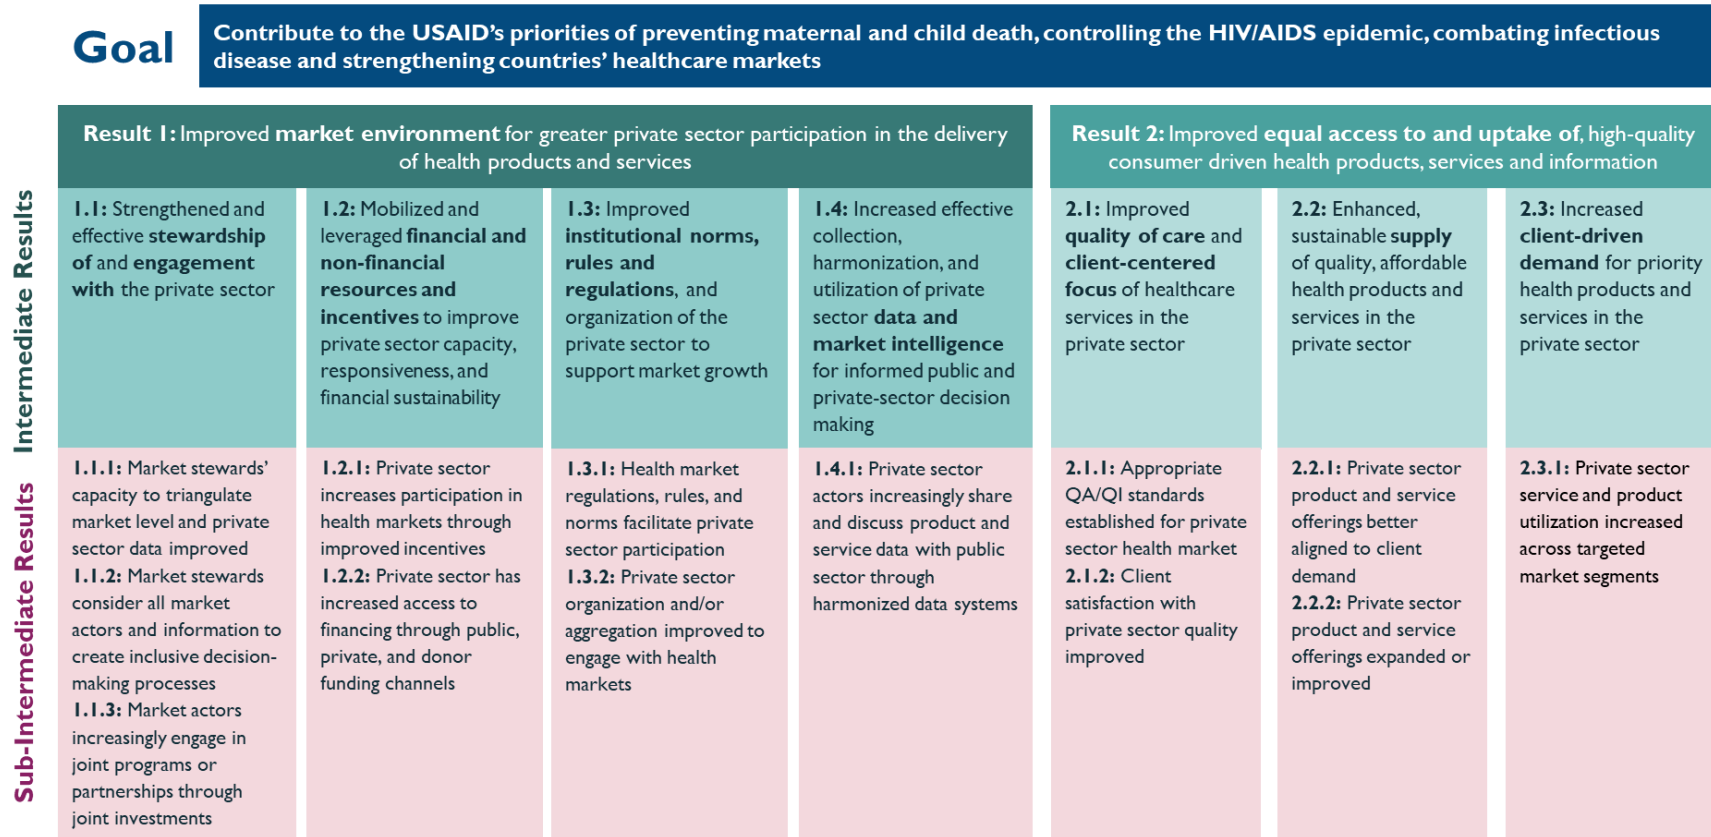 Goal
Contribute to the USAID's priorities of preventing maternal and child death, controlling the HIV/AIDS epidemic, combating infectious
disease and strengthening countries' healthcare markets
Result 1: Improved market environment for greater private sector participation in the delivery
of health products and services
Result 2: Improved equal access to and uptake of, high-quality
consumer driven health products, services and information
Intermediate Results
1.1: Strengthened and
effective stewardship
of and engagement
with the private sector
1.2: Mobilized and
leveraged financial and
non-financial
resources and
incentives to improve
private sector capacity,
responsiveness, and
financial sustainability
1.3: Improved
institutional norms,
rules and
regulations, and
organization of the
private sector to
support market growth
1.4: Increased effective
collection,
harmonization, and
utilization of private
sector data and
market intelligence
for informed public and
private-sector decision
making
2.1: Improved
quality of care and
client-centered
focus of healthcare
services in the
private sector
2.2: Enhanced,
sustainable supply
of quality, affordable
health products and
services in the
private sector
2.3: Increased
client-driven
demand for priority
health products and
services in the
private sector
Sub-Intermediate Results
1.1.1: Market stewards'
capacity to triangulate
market level and private
sector data improved
1.1.2: Market stewards
consider all market
actors and information to
create inclusive decision-
making processes
1.1.3: Market actors
increasingly engage in
joint programs or
partnerships through
joint investments
1.2.1: Private sector
increases participation in
health markets through
improved incentives
1.2.2: Private sector has
increased access to
financing through public,
private, and donor
funding channels
1.3.1: Health market
regulations, rules, and
norms facilitate private
sector participation
1.3.2: Private sector
organization and/or
aggregation improved to
engage with health
markets
1.4.1: Private sector
actors increasingly share
and discuss product and
service data with public
sector through
harmonized data systems
2.1.1: Appropriate
QA/QI standards
established for private
sector health market
2.1.2: Client
satisfaction with
private sector quality
improved
2.2.1: Private sector
product and service
offerings better
aligned to client
demand
2.2.2: Private sector
product and service
offerings expanded or
improved
2.3.1: Private sector
service and product
utilization increased
across targeted
market segments